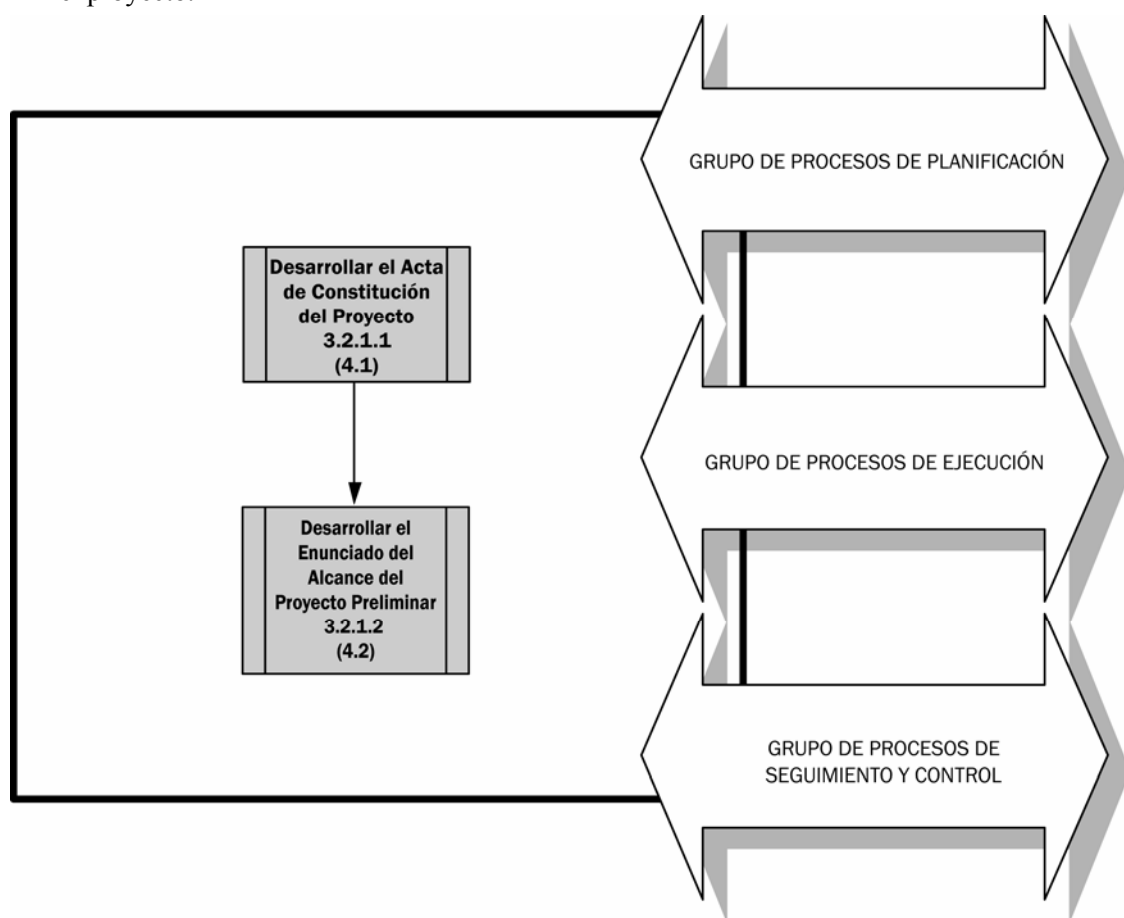 el proyecto.
GRUPO DE PROCESOS DE PLANIFICACIÓN
Desarrollar el Acta
de Constitución
del Proyecto
3.2.1.1
(4.1)
GRUPO DE PROCESOS DE EJECUCIÓN
Desarrollar el
Enunciado del
Alcance del
Proyecto Preliminar
3.2.1.2
(4.2)
GRUPO DE PROCESOS DE
SEGUIMIENTO Y CONTROL